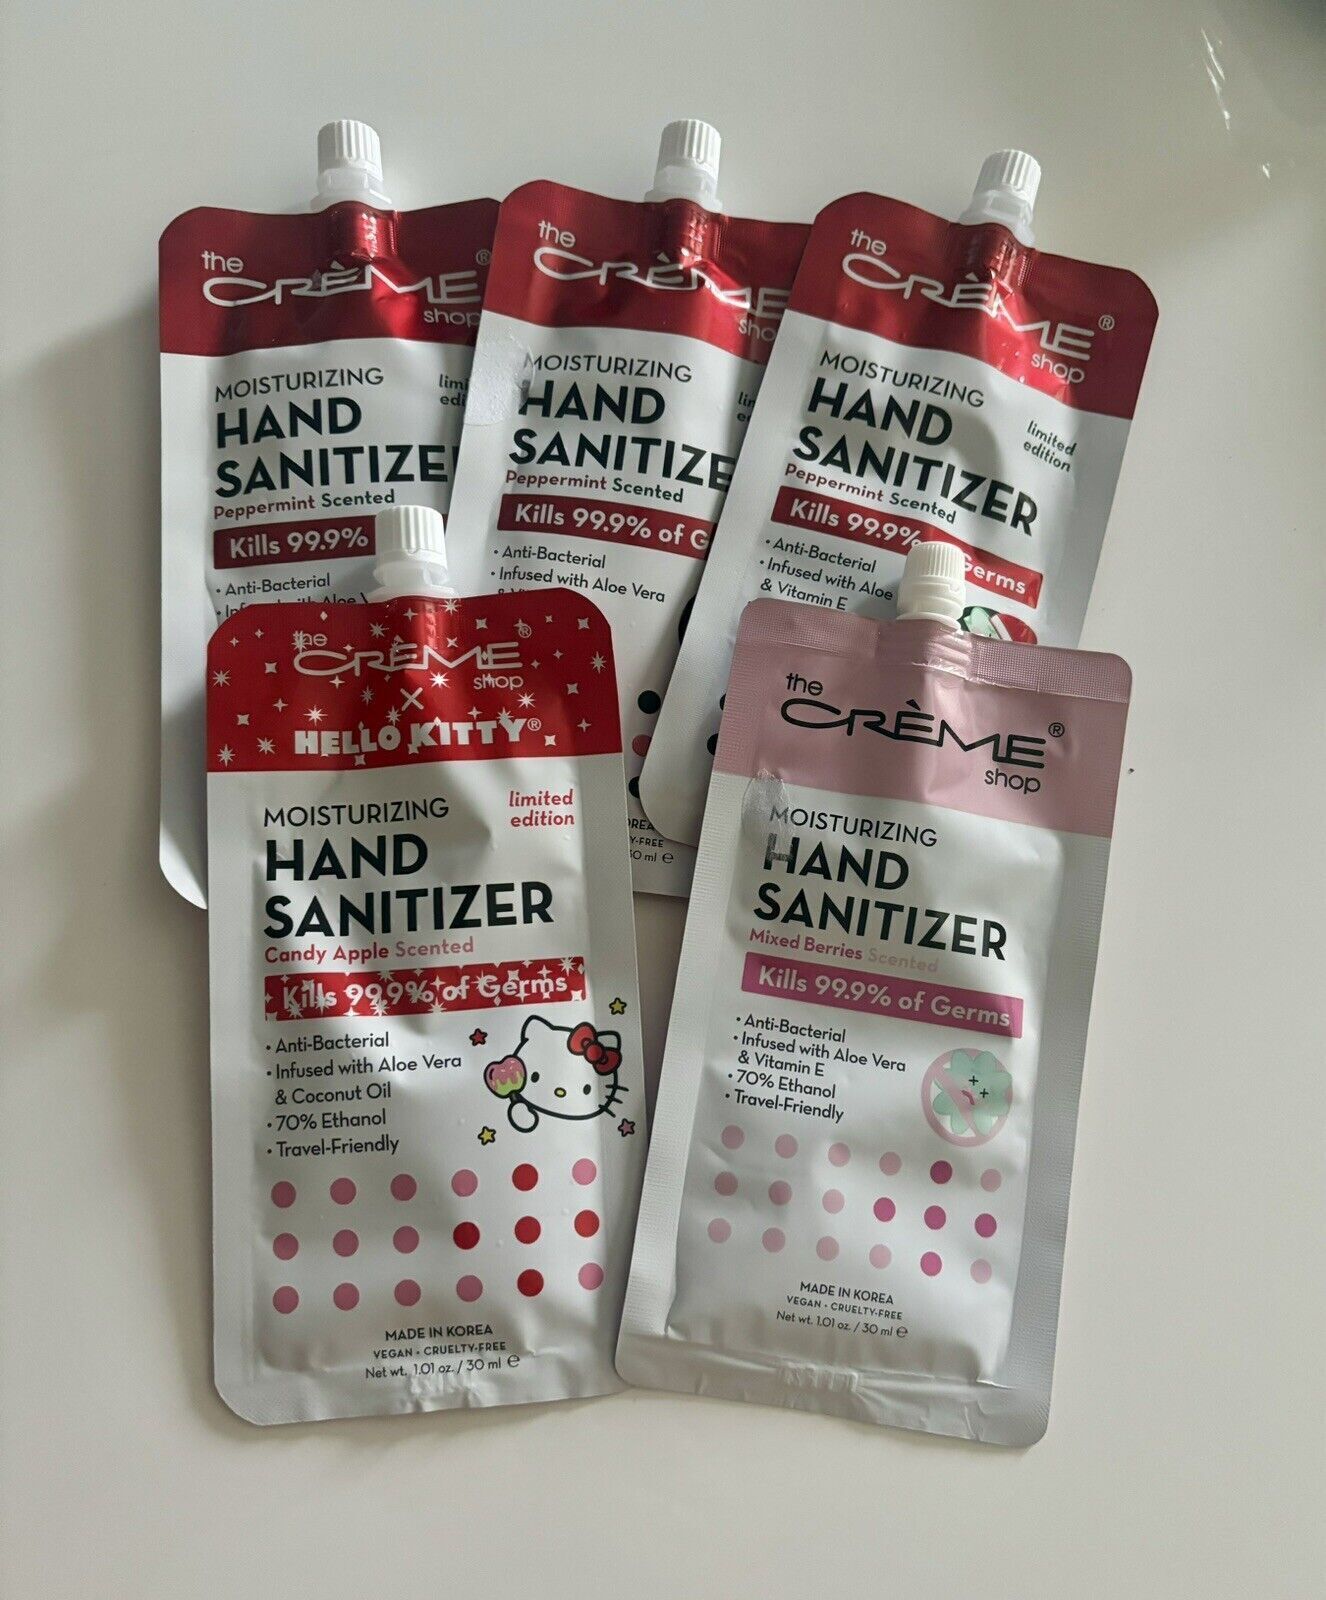 the
CRÈME®
shop
MOISTURIZING
limi
edi
HAND
SANITIZE
Peppermint Scented
Kills 99.9%
• Anti-Bacterial
the
CRÈME
shop
MOISTURIZING
HAND
SANITIZE
Peppermint Scented
Kills 99.9% of G
• Anti-Bacterial
• Infused with Aloe Vera
the
CRÈME®
shop
MOISTURIZING
limited
edition
HAND
SANITIZER
Peppermint Scented
Kills 99.9% Germs
• Anti-Bacterial
• Infused with Aloe
& Vitamin E
the
CRÈME®
shop
X
HELLO KITTY®
MOISTURIZING
limited
edition
HAND
SANITIZER
Candy Apple Scented
Kills 99.9% of Germs
• Anti-Bacterial
• Infused with Aloe Vera
& Coconut Oil
• 70% Ethanol
• Travel-Friendly
MADE IN KOREA
VEGAN • CRUELTY-FREE
Net wt. 1.01 oz. / 30 ml ℮
the
CRÈME®
shop
MOISTURIZING
HAND
SANITIZER
Mixed Berries Scented
Kills 99.9% of Germs
• Anti-Bacterial
• Infused with Aloe Vera
& Vitamin E
• 70% Ethanol
• Travel-Friendly
MADE IN KOREA
VEGAN • CRUELTY-FREE
Net wt. 1.01 oz. / 30 ml ℮